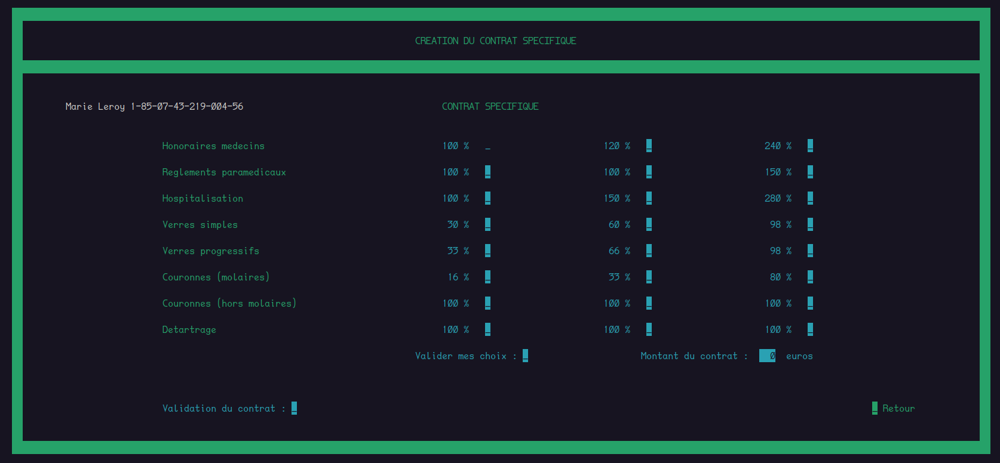 CREATION DU CONTRAT SPECIFIQUE
Marie Leroy 1-85-07-43-219-004-56 CONTRAT SPECIFIQUE
Honoraires medecins 100 % _ 120 % _ 240 % _
Reglements paramedicaux 100 % _ 100 % _ 150 % _
Hospitalisation 100 % _ 150 % _ 280 % _
Verres simples 30 % _ 60 % _ 98 % _
Verres progressifs 33 % _ 66 % _ 98 % _
Couronnes (molaires) 16 % _ 33 % _ 80 % _
Couronnes (hors molaires) 100 % _ 100 % _ 100 % _
Detartrage 100 % _ 100 % _ 100 % _
Valider mes choix : _ Montant du contrat : 0 euros
Validation du contrat : _ _ Retour